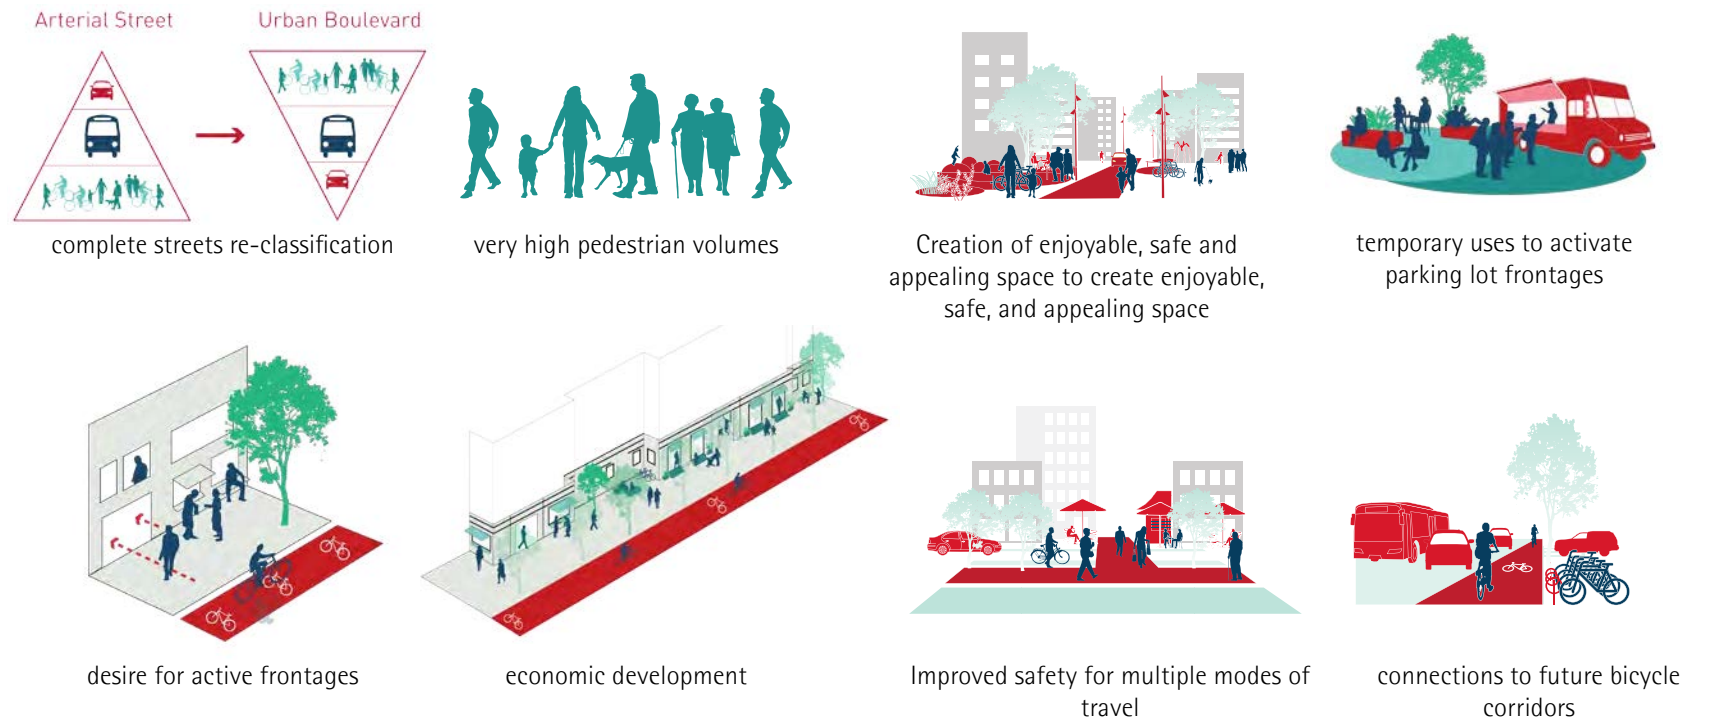 Arterial Street
Urban Boulevard
complete streets re-classification
very high pedestrian volumes
Creation of enjoyable, safe and
appealing space to create enjoyable,
safe, and appealing space
temporary uses to activate
parking lot frontages
desire for active frontages
economic development
Improved safety for multiple modes of
travel
connections to future bicycle
corridors